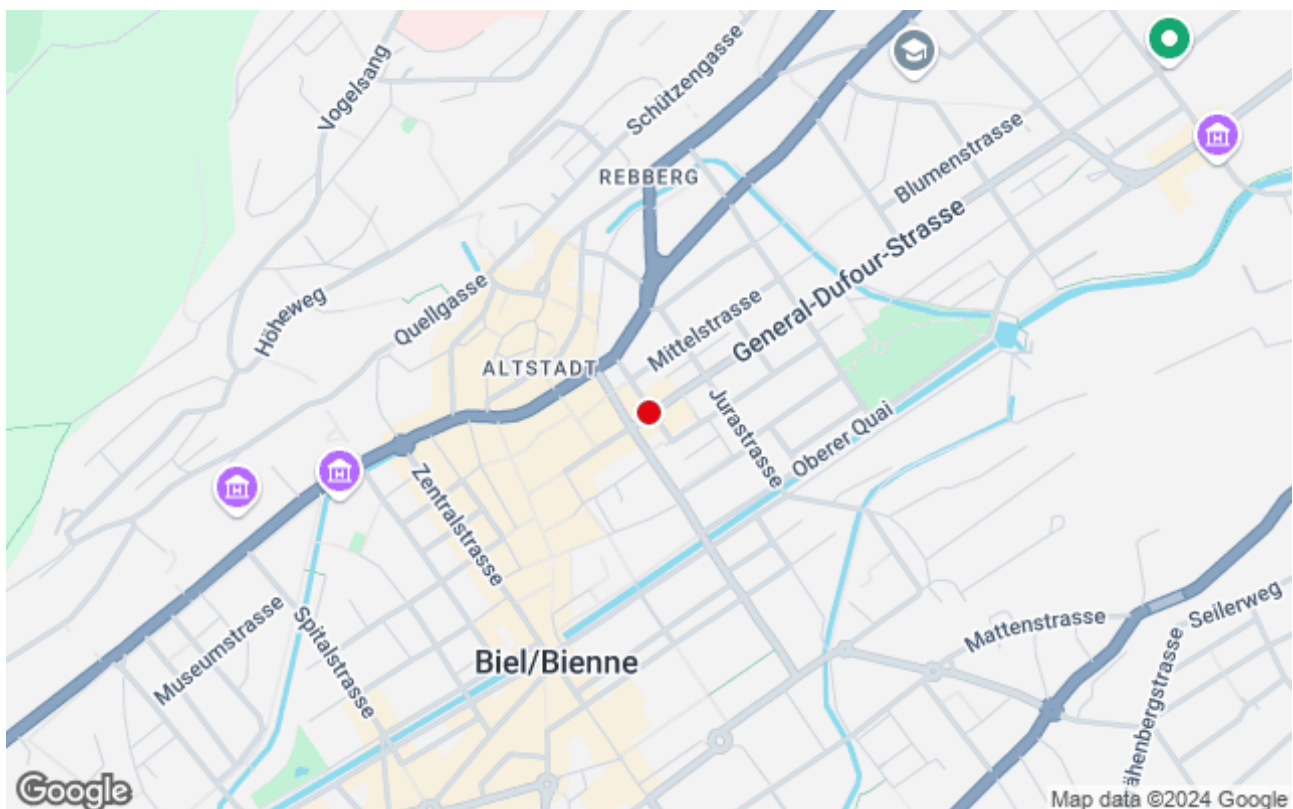 Vogelsang
Schützengasse
REBBERG
Blumenstrasse
Höheweg
Quellgasse
General-Dufour-Strasse
Mittelstrasse
ALTSTADT
Jurastrasse
Oberer Quai
Zentralstrasse
Museumstrasse
Spitalstrasse
Biel/Bienne
Mattenstrasse
Seilerweg
ähenbergstrasse
Google
Map data ©2024 Google